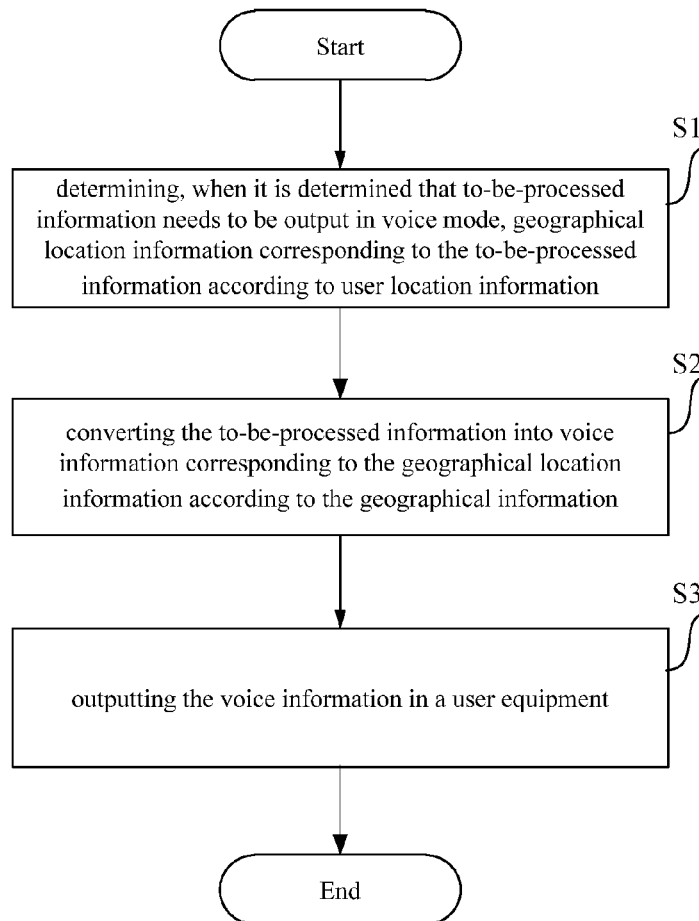 Start
S1
determining, when it is determined that to-be-processed
information needs to be output in voice mode, geographical
location information corresponding to the to-be-processed
information according to user location information
S2
converting the to-be-processed information into voice
information corresponding to the geographical location
information according to the geographical information
S3
outputting the voice information in a user equipment
End